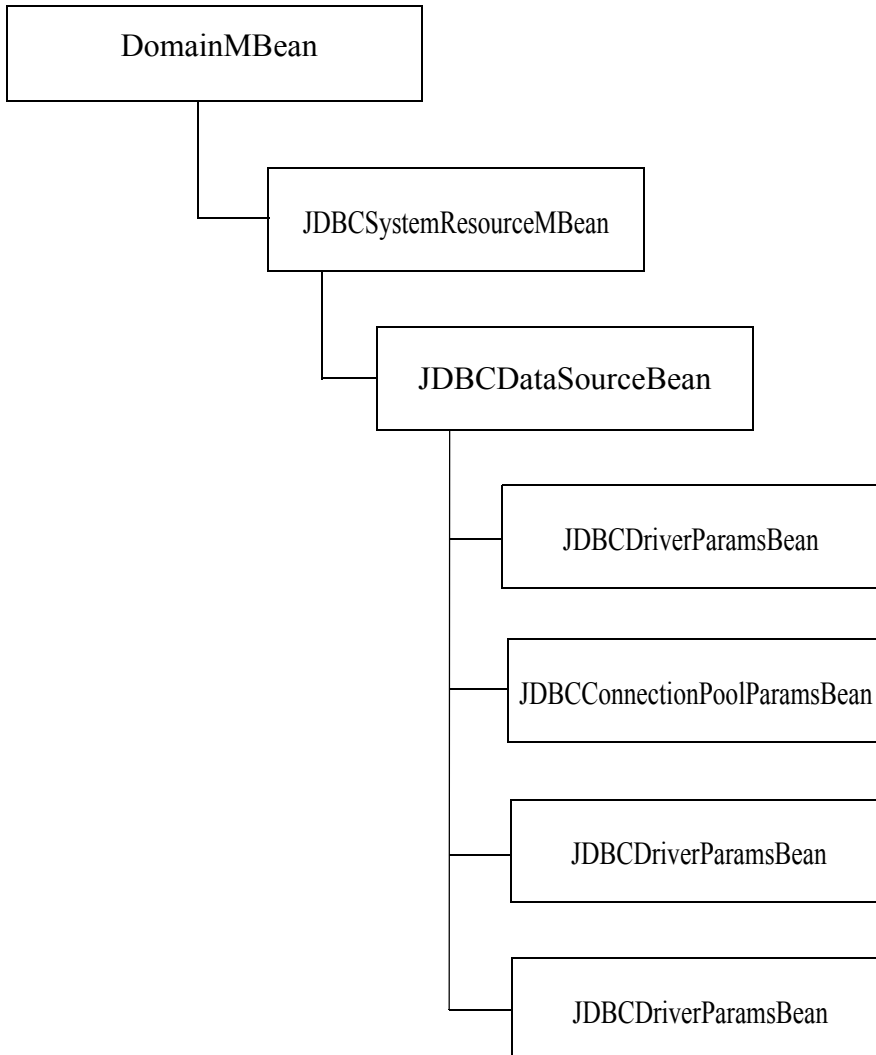 DomainMBean
JDBCSystemResourceMBean
JDBCDataSourceBean
JDBCDriverParamsBean
JDBCConnectionPoolParamsBean
JDBCDriverParamsBean
JDBCDriverParamsBean